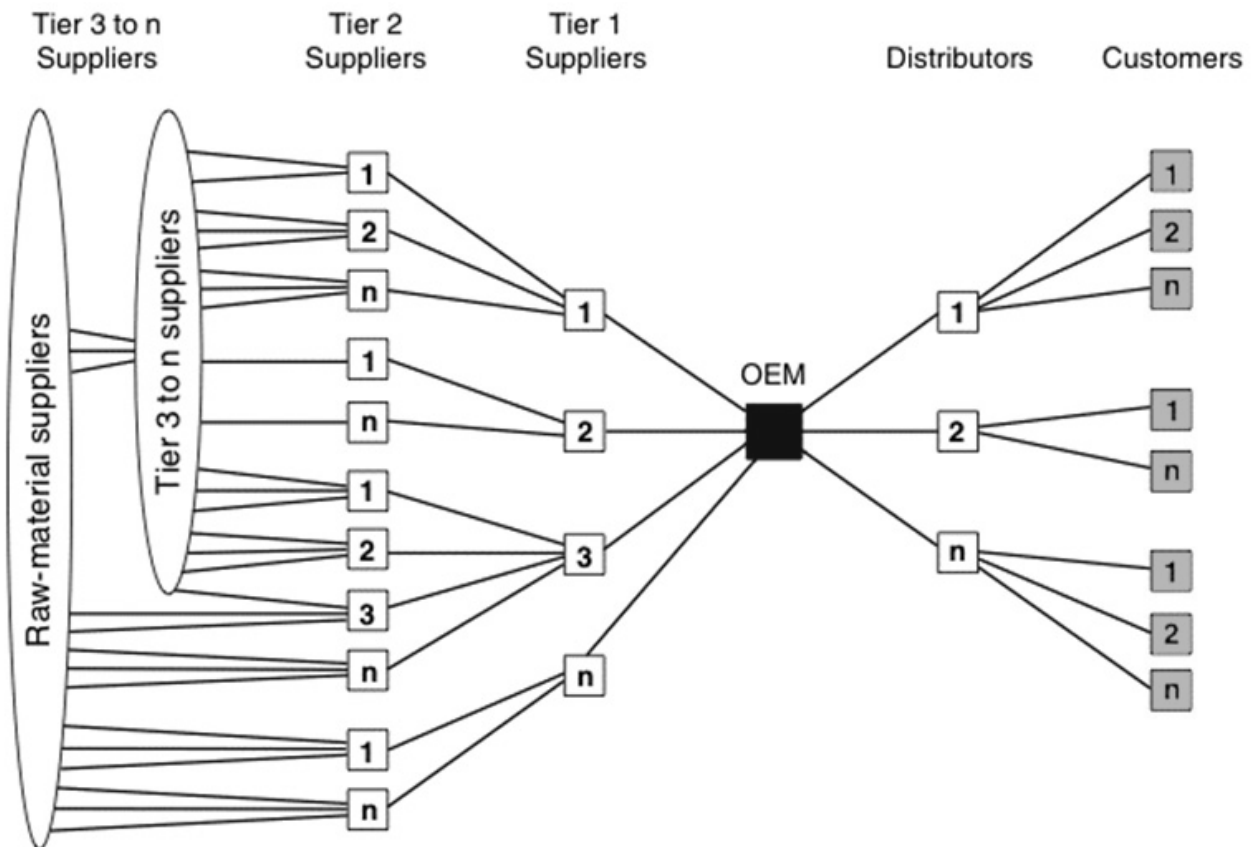 Tier 3 to n
Suppliers
Tier 2
Suppliers
Tier 1
Suppliers
Distributors
Customers
Raw-material suppliers
Tier 3 to n suppliers
1
2
n
1
n
1
2
3
n
1
n
1
2
3
n
OEM
1
2
n
1
2
n
1
n
1
2
n